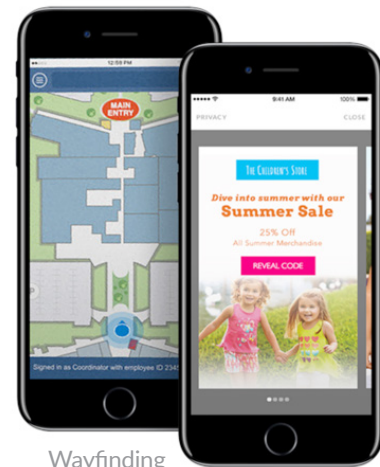 12:59 PM
MAIN
ENTRY
Signed in as Coordinator with employee ID 2345
9:41 AM
100%
PRIVACY
CLOSE
THE CHILDREN'S STORE
Dive into summer with our
Summer Sale
25% Off
All Summer Merchandise
REVEAL CODE
Wayfinding